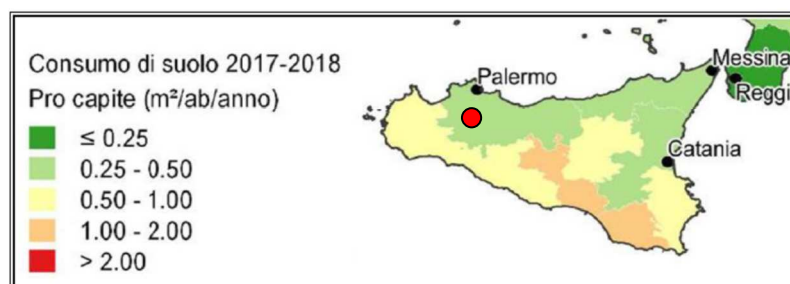 Consumo di suolo 2017-2018
Pro capite (m²/ab/anno)
≤ 0.25
0.25 - 0.50
0.50 - 1.00
1.00 - 2.00
> 2.00
Messina
Palermo
Reggi
Catania